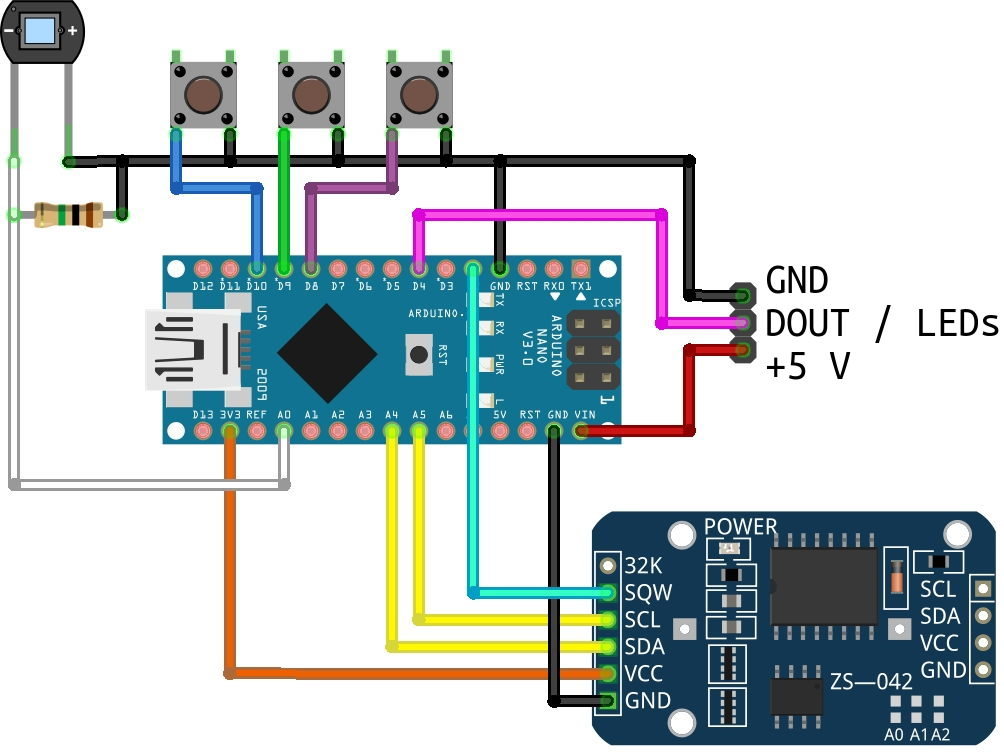 - +
GND
DOUT / LEDs
+5 V
D12 D11 D10 D9 D8 D7 D6 D5 D4 D3 GND RST RX0 TX1
TX
RX
PWR
L
ARDUINO.
RST
ARDUINO
NANO
V3.0
ICSP
1
USA
2009
D13 3V3 REF A0 A1 A2 A3 A4 A5 A6 5V RST GND VIN
POWER
32K
SQW
SCL
SDA
VCC
GND
SCL
SDA
VCC
GND
ZS—042
A0 A1 A2